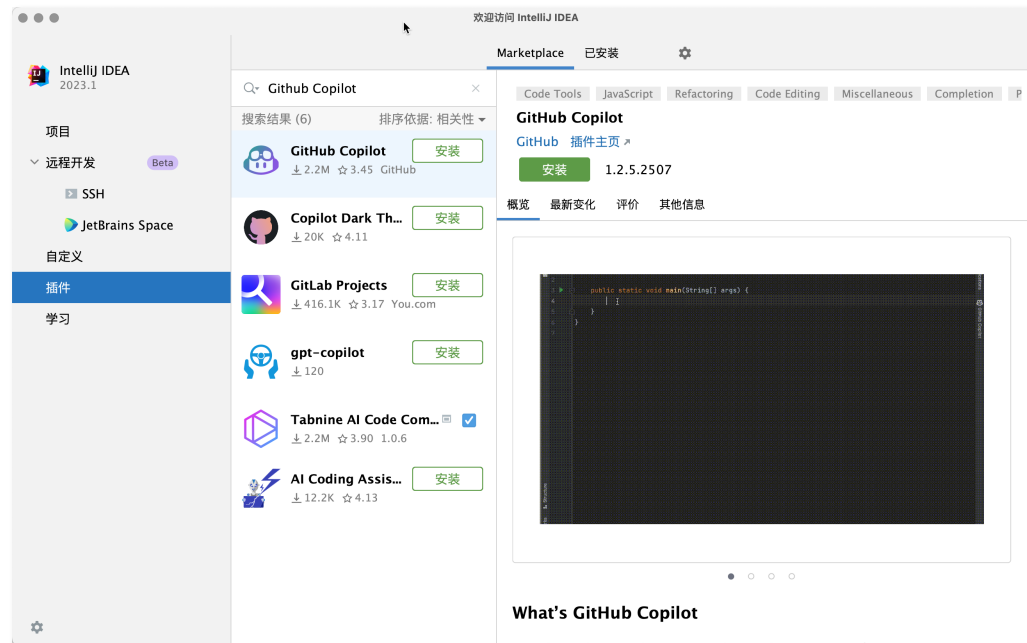 欢迎访问 IntelliJ IDEA
IntelliJ IDEA
2023.1
项目
远程开发 Beta
SSH
JetBrains Space
自定义
插件
学习
Marketplace 已安装
Github Copilot
搜索结果 (6) 排序依据: 相关性
GitHub Copilot 安装
2.2M 3.45 GitHub
Copilot Dark Th... 安装
20K 4.11
GitLab Projects 安装
416.1K 3.17 You.com
gpt-copilot 安装
120
Tabnine AI Code Com...
2.2M 3.90 1.0.6
AI Coding Assis... 安装
12.2K 4.13
Code Tools JavaScript Refactoring Code Editing Miscellaneous Completion P
GitHub Copilot
GitHub 插件主页
安装 1.2.5.2507
概览 最新变化 评价 其他信息
public static void main(String[] args) {
}
}
What's GitHub Copilot